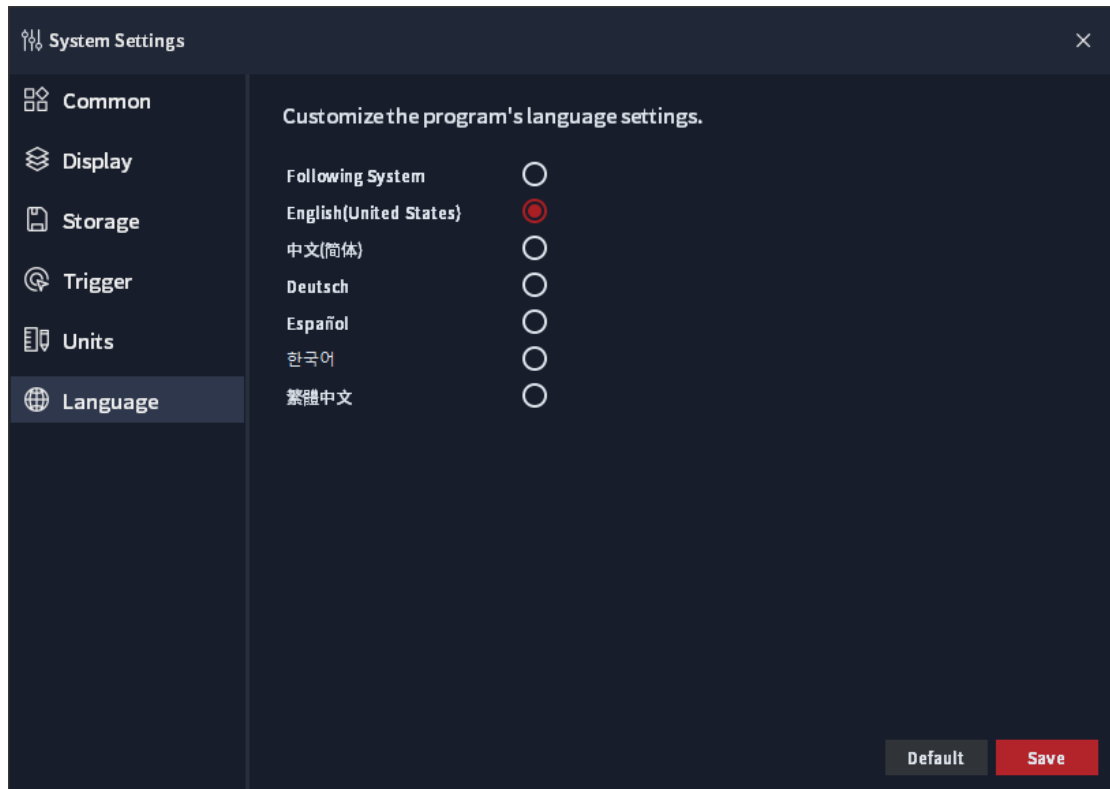 System Settings
Common
Display
Storage
Trigger
Units
Language
Customize the program's language settings.
Following System
English(United States)
中文(简体)
Deutsch
Español
한국어
繁體中文
Default
Save